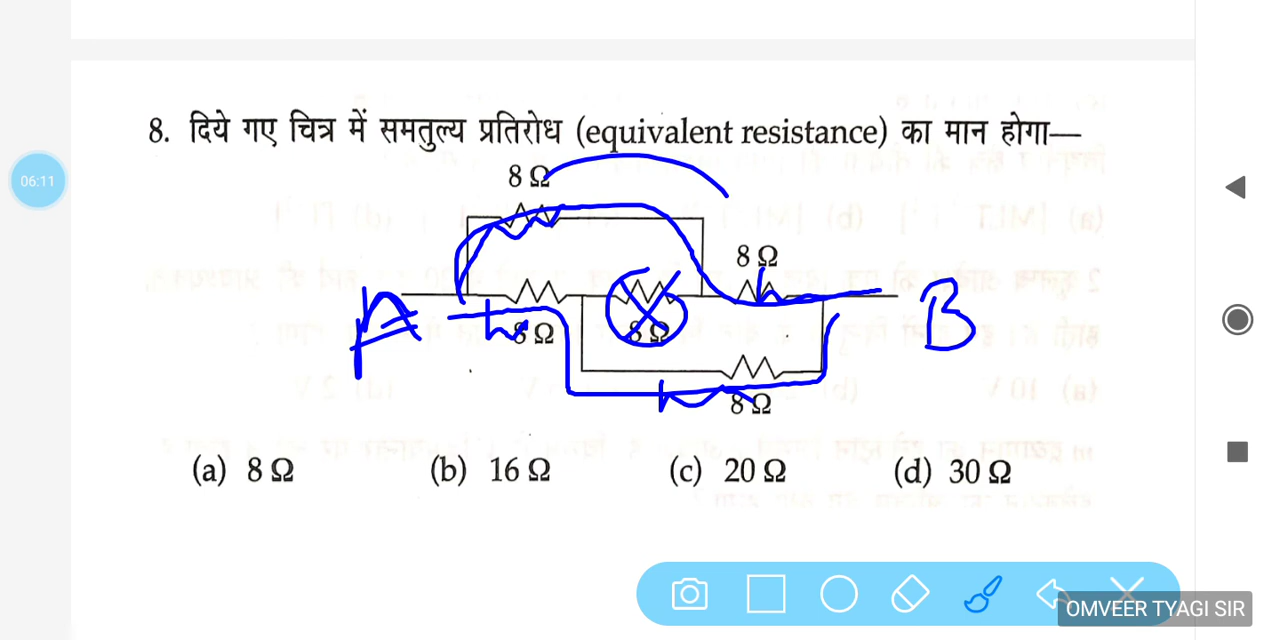 8. दिये गए चित्र में समतुल्य प्रतिरोध (equivalent resistance) का मान होगा—
8 Ω
8 Ω
06:11
A
8 Ω
8 Ω
B
8 Ω
(a) 8 Ω (b) 16 Ω (c) 20 Ω (d) 30 Ω
OMVEER TYAGI SIR